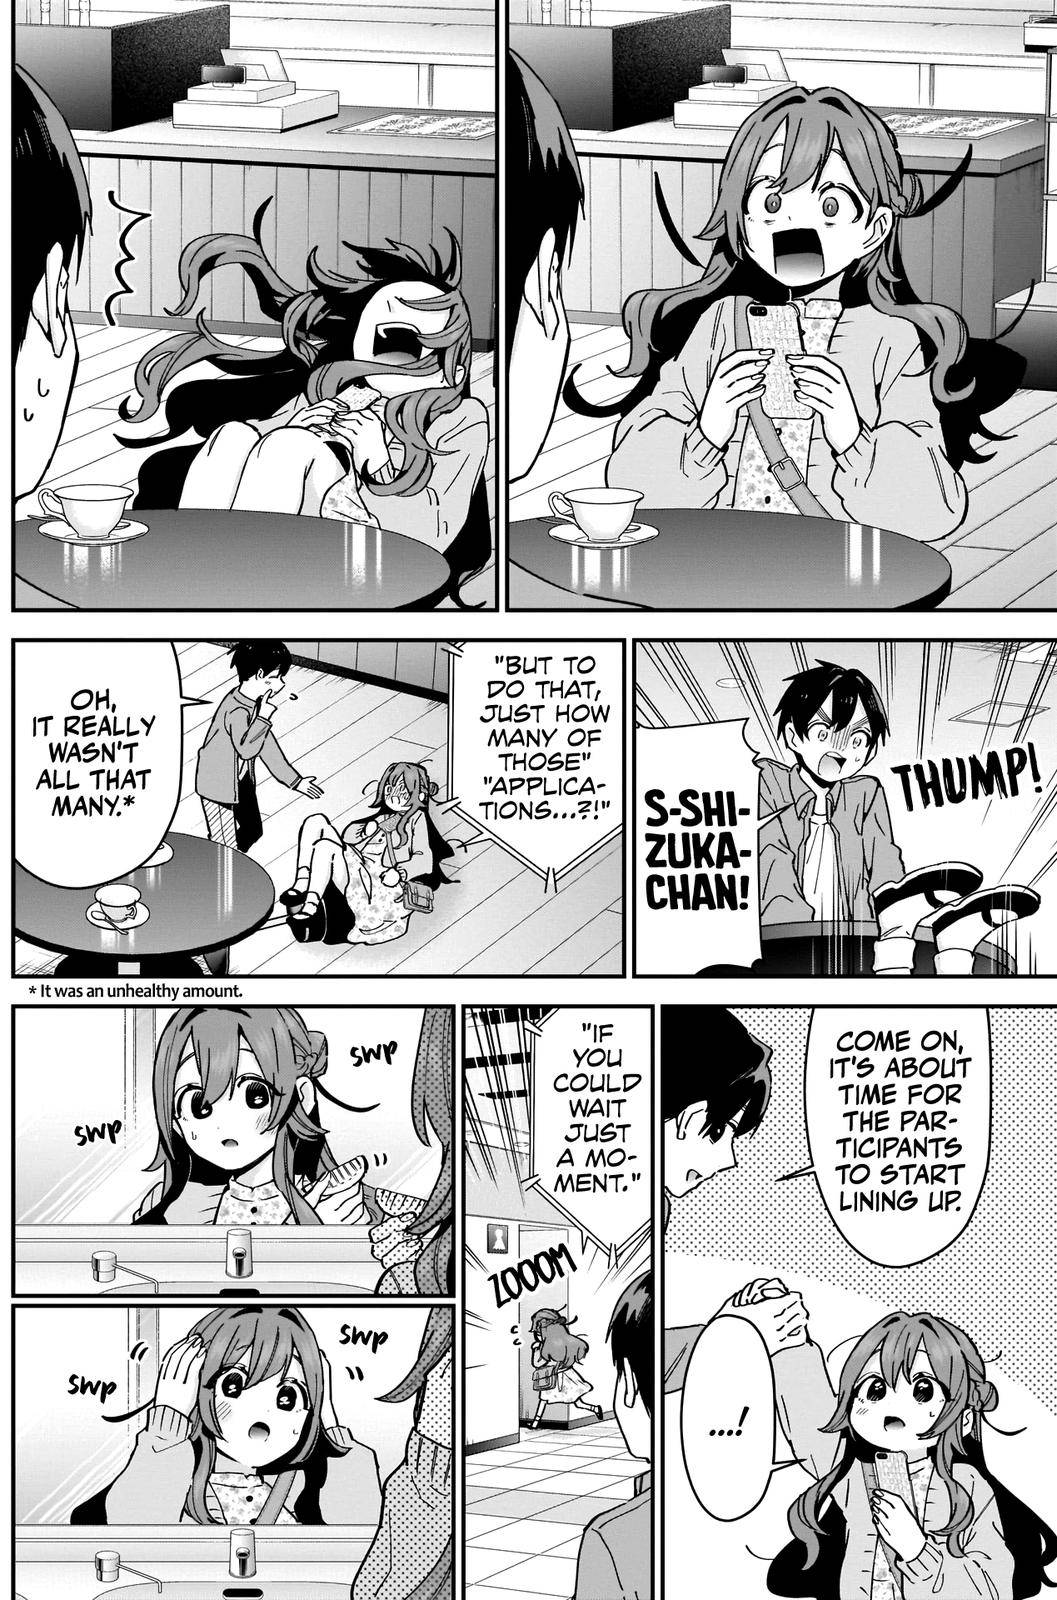 THUMP!
S-SHI-
ZUKA-
CHAN!
"BUT TO
DO THAT,
JUST HOW
MANY OF
THOSE"
"APPLICA-
TIONS...?!"
OH,
IT REALLY
WASN'T
ALL THAT
MANY.*
* It was an unhealthy amount.
COME ON,
IT'S ABOUT
TIME FOR
THE PAR-
TICIPANTS
TO START
LINING UP.
...!
"IF
YOU
COULD
WAIT
JUST
A MO-
MENT."
ZOOOM
SWP
SWP
SWP
SWP